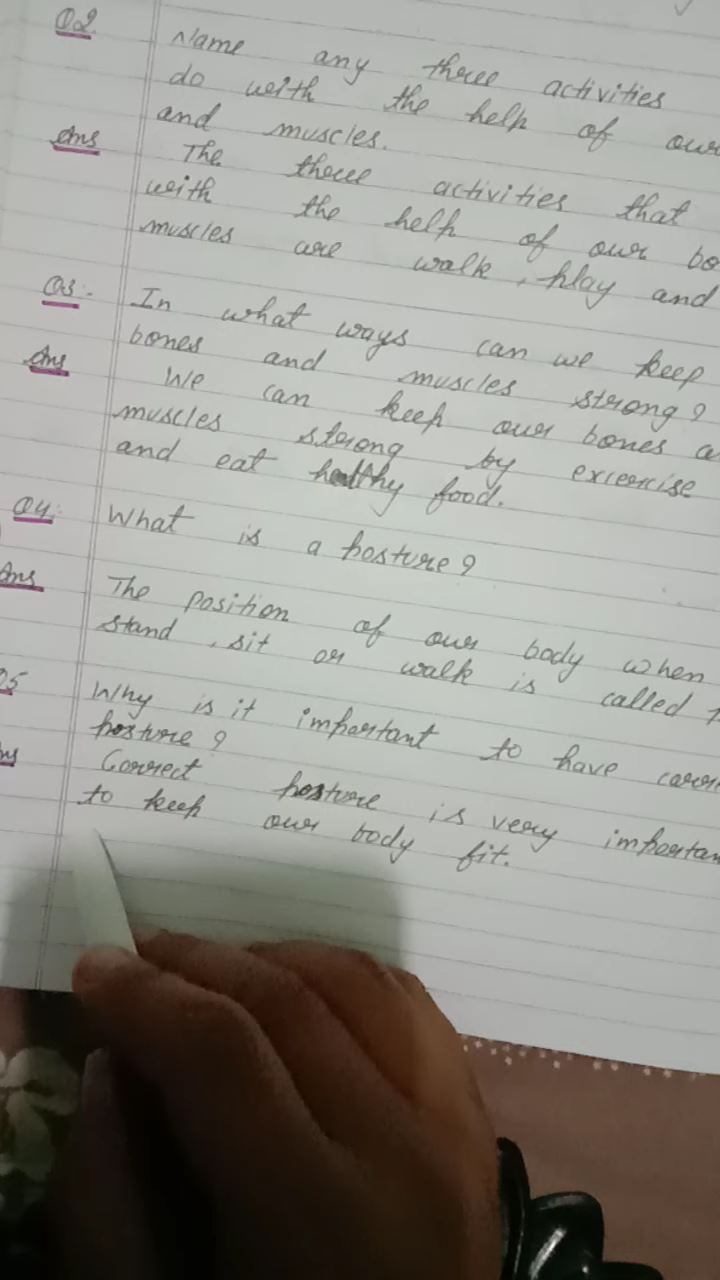 Q2. Name any three activities
do with the help of our
and muscles.
Ans The three activities that
with the help of our bo
muscles are walk, play and
Q3:- In what ways can we keep
bones and muscles strong?
Ans We can keep our bones a
muscles strong by excercise
and eat healthy food.
Q4: What is a posture?
Ans The position of our body when
stand, sit or walk is called
Q5 Why is it important to have corre
posture?
Ans Correct posture is very importan
to keep our body fit.